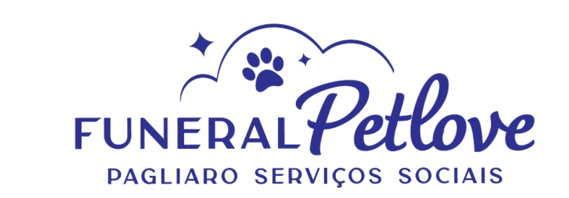 FUNERAL Petlove
PAGLIARO SERVIÇOS SOCIAIS